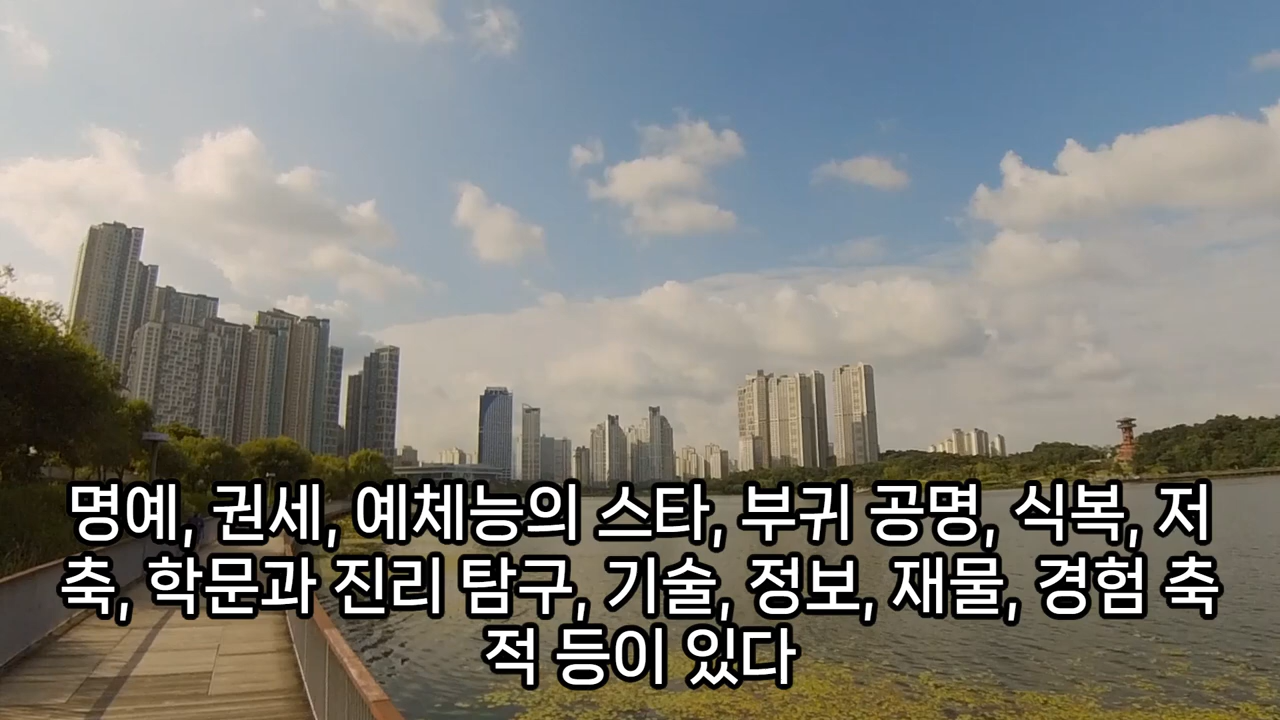 명예, 권세, 예체능의 스타, 부귀 공명, 식복, 저
축, 학문과 진리 탐구, 기술, 정보, 재물, 경험 축
적 등이 있다